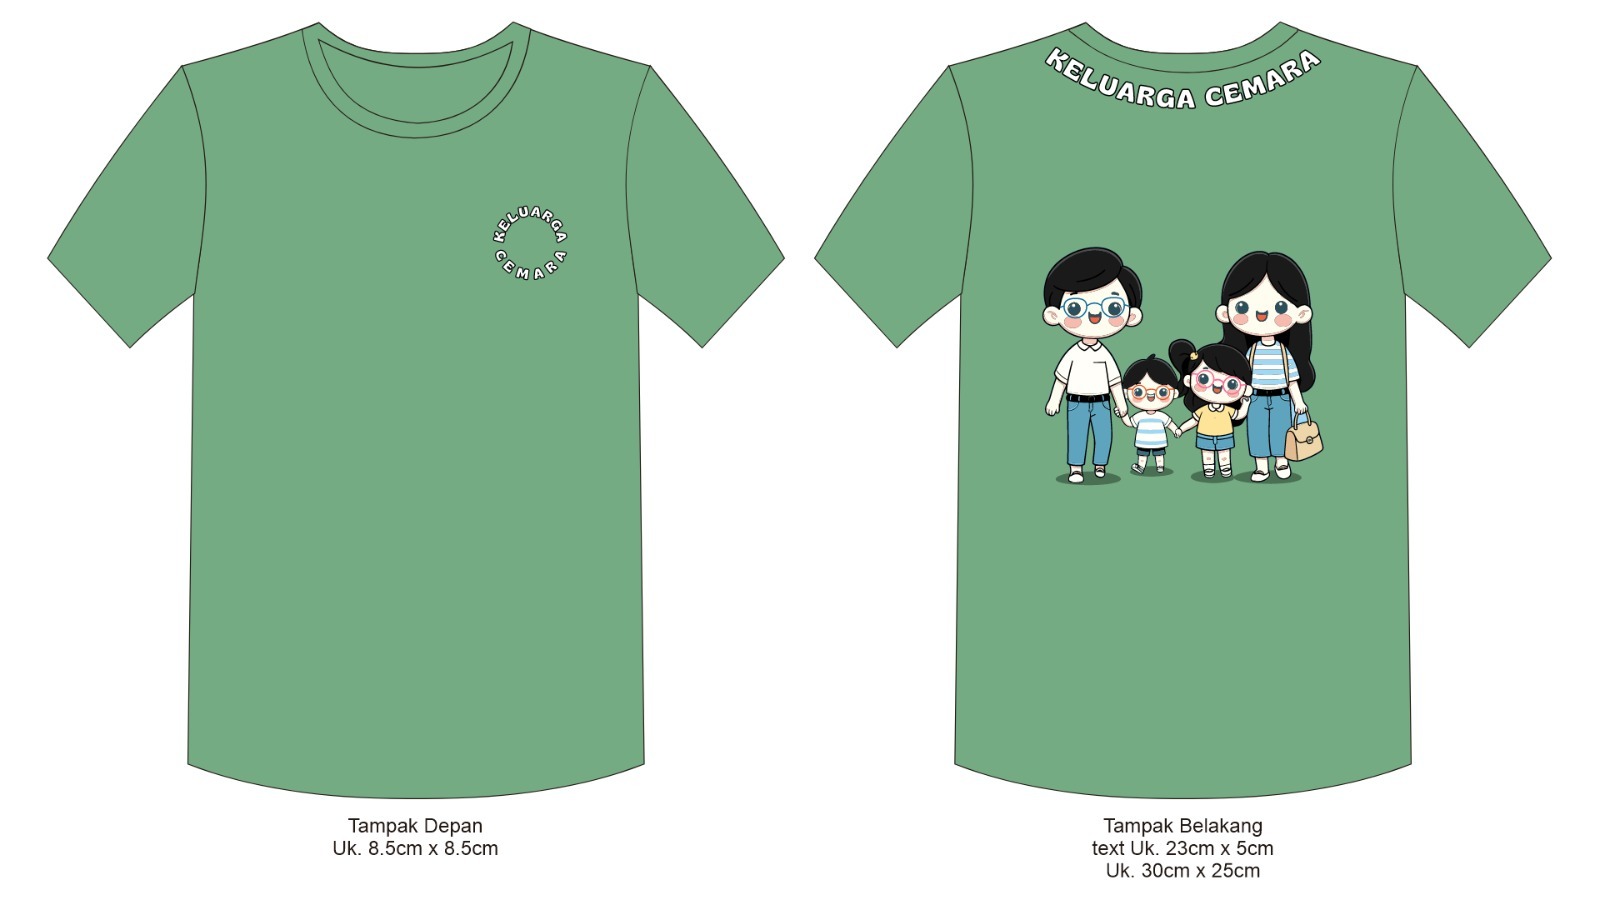 KELUARGA
CEMARA
KELUARGA CEMARA
Tampak Depan
Uk. 8.5cm x 8.5cm
Tampak Belakang
text Uk. 23cm x 5cm
Uk. 30cm x 25cm